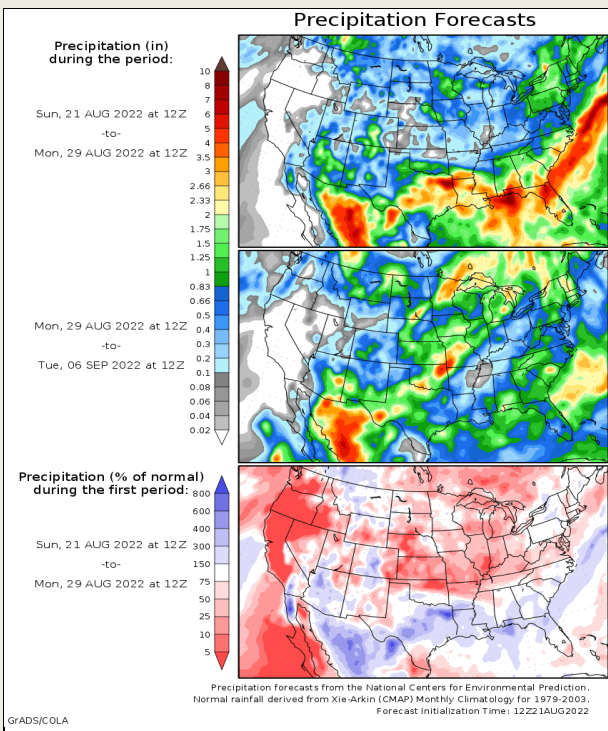 Precipitation Forecasts
Precipitation (in)
during the period:
Sun, 21 AUG 2022 at 12Z
-to-
Mon, 29 AUG 2022 at 12Z
10
8
7
6
5
4
3.5
3
2.66
2.33
2
1.75
1.5
1.25
1
0.83
0.66
0.5
0.4
0.3
0.2
0.1
0.08
0.06
0.04
0.02
Mon, 29 AUG 2022 at 12Z
-to-
Tue, 06 SEP 2022 at 12Z
Precipitation (% of normal)
during the first period:
Sun, 21 AUG 2022 at 12Z
-to-
Mon, 29 AUG 2022 at 12Z
800
600
400
300
150
75
50
25
10
5
Precipitation forecasts from the National Centers for Environmental Prediction.
Normal rainfall derived from Xie-Arkin (CMAP) Monthly Climatology for 1979-2003.
Forecast Initialization Time: 12Z21AUG2022
GrADS/COLA